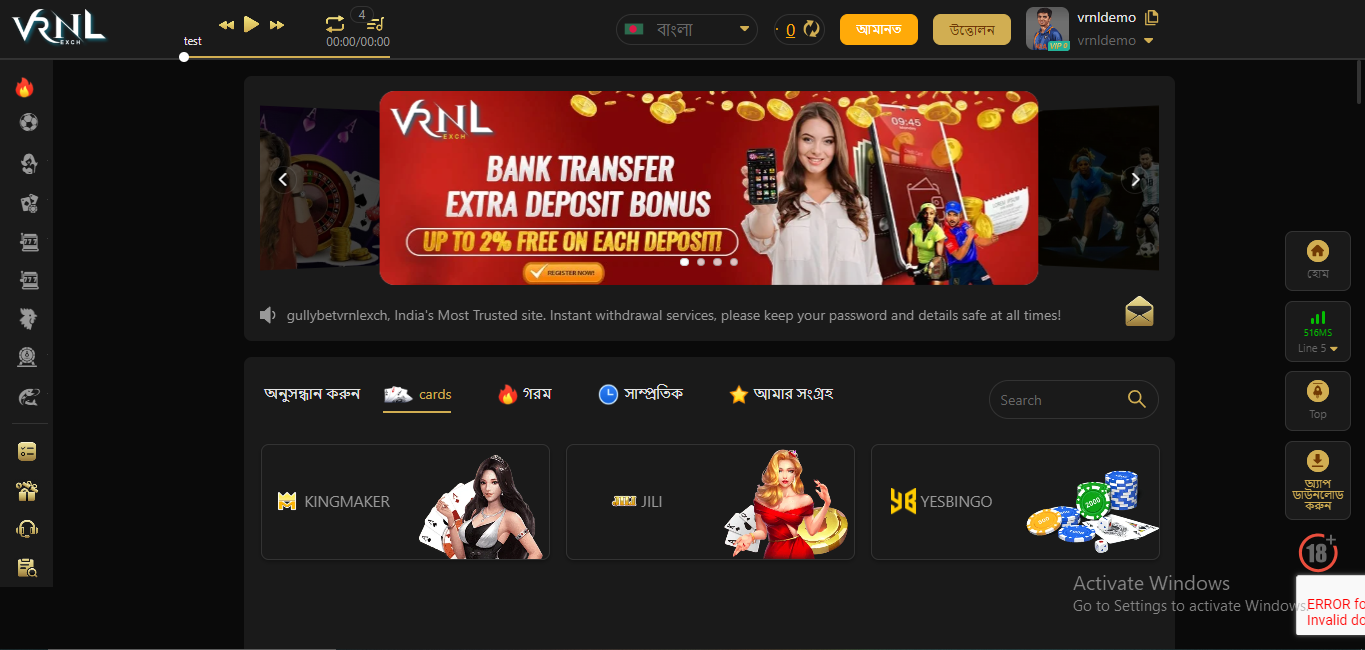 VRNL
EXCH
test
4
00:00/00:00
বাংলা
0
আমানত
উত্তোলন
VIP 0
vrnldemo
vrnldemo
VRNL
EXCH
BANK TRANSFER
EXTRA DEPOSIT BONUS
UP TO 2% FREE ON EACH DEPOSIT!
REGISTER NOW!
09:45
gullybetvrnlexch, India's Most Trusted site. Instant withdrawal services, please keep your password and details safe at all times!
অনুসন্ধান করুন
cards
গরম
সাম্প্রতিক
আমার সংগ্রহ
Search
KINGMAKER
JILI
YESBINGO
হোম
516MS
Line 5
Top
অ্যাপ
ডাউনলোড
করুন
18+
Activate Windows
Go to Settings to activate Windows.
ERROR fo
Invalid do